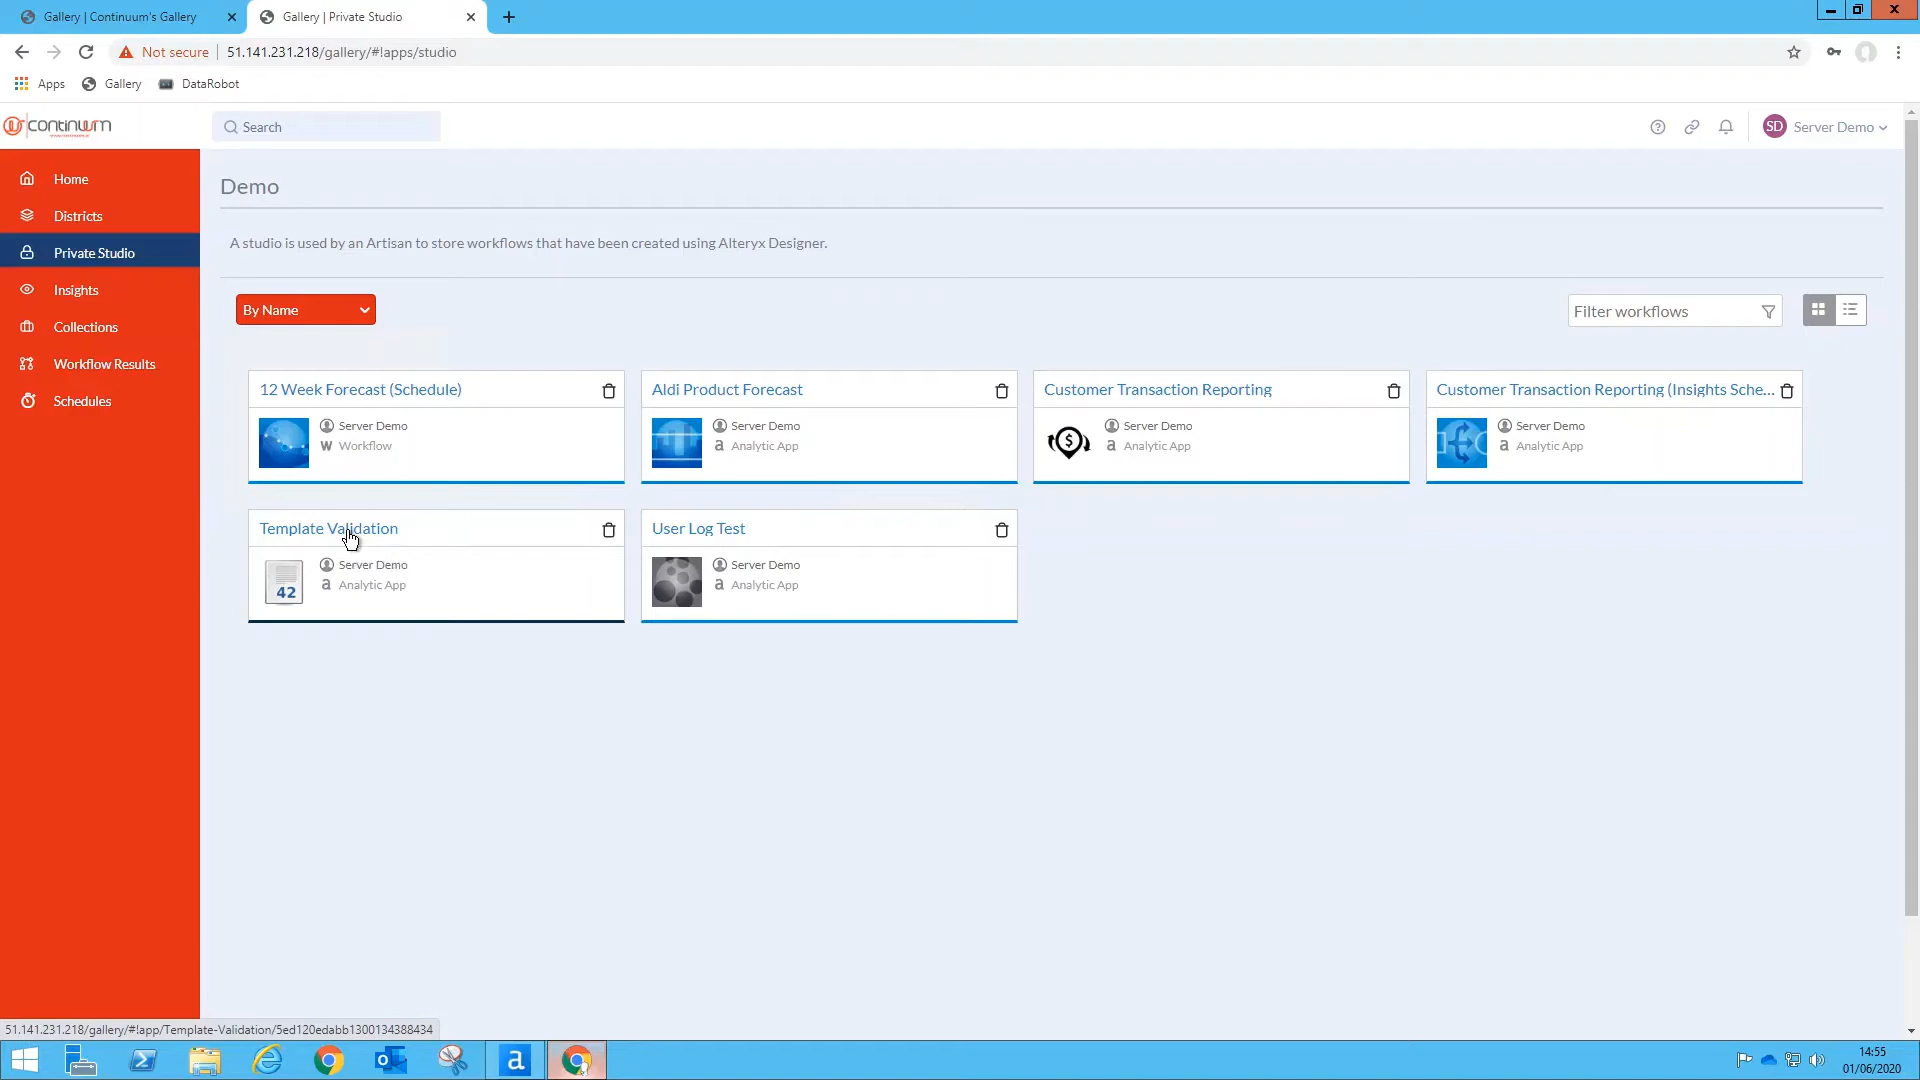 Gallery | Continuum's Gallery
Gallery | Private Studio
Not secure
51.141.231.218/gallery/#!apps/studio
Apps
Gallery
DataRobot
continuum
Search
SD
Server Demo
Home
Districts
Private Studio
Insights
Collections
Workflow Results
Schedules
Demo
A studio is used by an Artisan to store workflows that have been created using Alteryx Designer.
By Name
Filter workflows
12 Week Forecast (Schedule)
Server Demo
W Workflow
Aldi Product Forecast
Server Demo
a Analytic App
Customer Transaction Reporting
Server Demo
a Analytic App
Customer Transaction Reporting (Insights Sche...
Server Demo
a Analytic App
Template Validation
42
Server Demo
a Analytic App
User Log Test
Server Demo
a Analytic App
51.141.231.218/gallery/#!app/Template-Validation/5ed120edabb1300134388434
a
14:55
01/06/2020